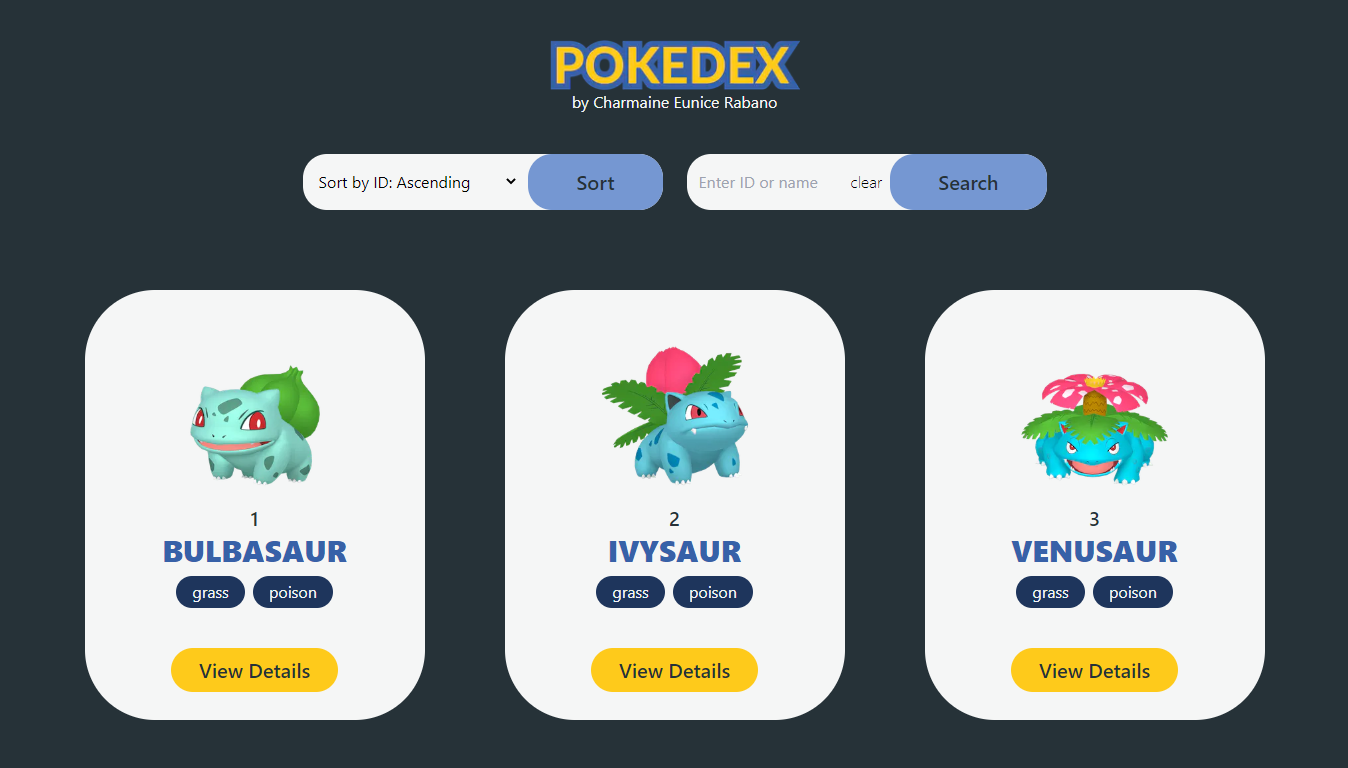 POKEDEX
by Charmaine Eunice Rabano
Sort by ID: Ascending Sort Enter ID or name clear Search
1 2 3
BULBASAUR IVYSAUR VENUSAUR
grass poison grass poison grass poison
View Details View Details View Details